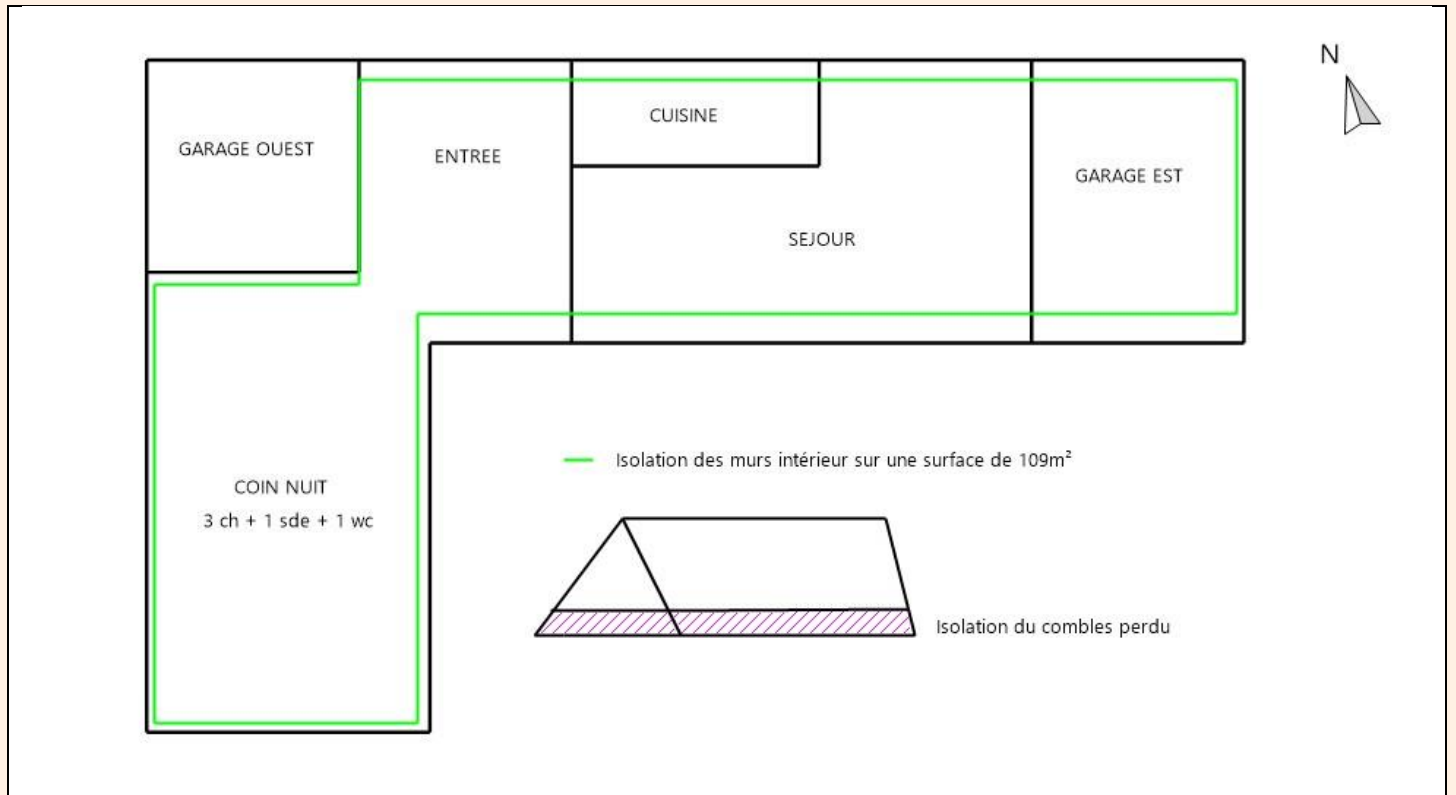 N
GARAGE OUEST
ENTREE
CUISINE
GARAGE EST
SEJOUR
Isolation des murs intérieur sur une surface de 109m²
COIN NUIT
3 ch + 1 sde + 1 wc
Isolation du combles perdu